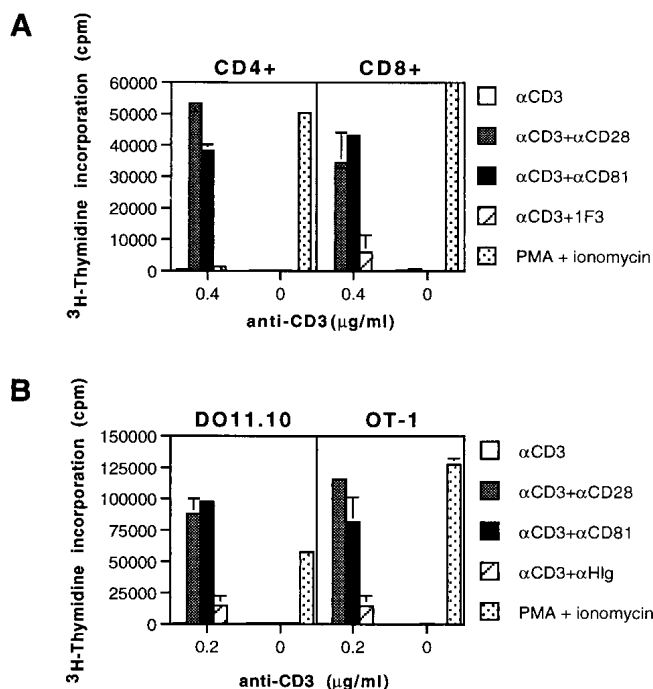 A
CD4+ CD8+
³H-Thymidine incorporation (cpm)
60000
50000
40000
30000
20000
10000
0
0.4 0 0.4 0
anti-CD3 (μg/ml)
αCD3
αCD3+αCD28
αCD3+αCD81
αCD3+1F3
PMA + ionomycin
B
DO11.10 OT-1
³H-Thymidine incorporation (cpm)
150000
125000
100000
75000
50000
25000
0
0.2 0 0.2 0
anti-CD3 (μg/ml)
αCD3
αCD3+αCD28
αCD3+αCD81
αCD3+αHIg
PMA + ionomycin